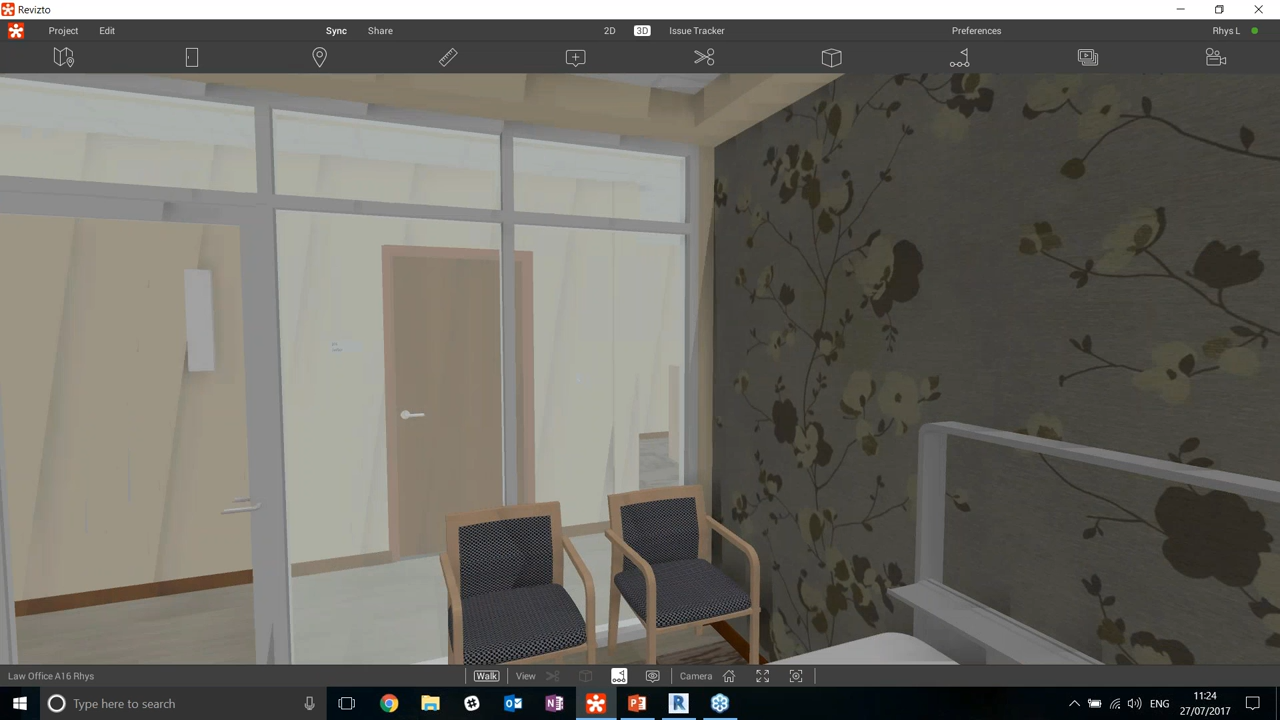 Revizto
Project Edit Sync Share 2D 3D Issue Tracker Preferences Rhys L
Law Office A16 Rhys Walk View Camera
Type here to search ENG 11:24
27/07/2017